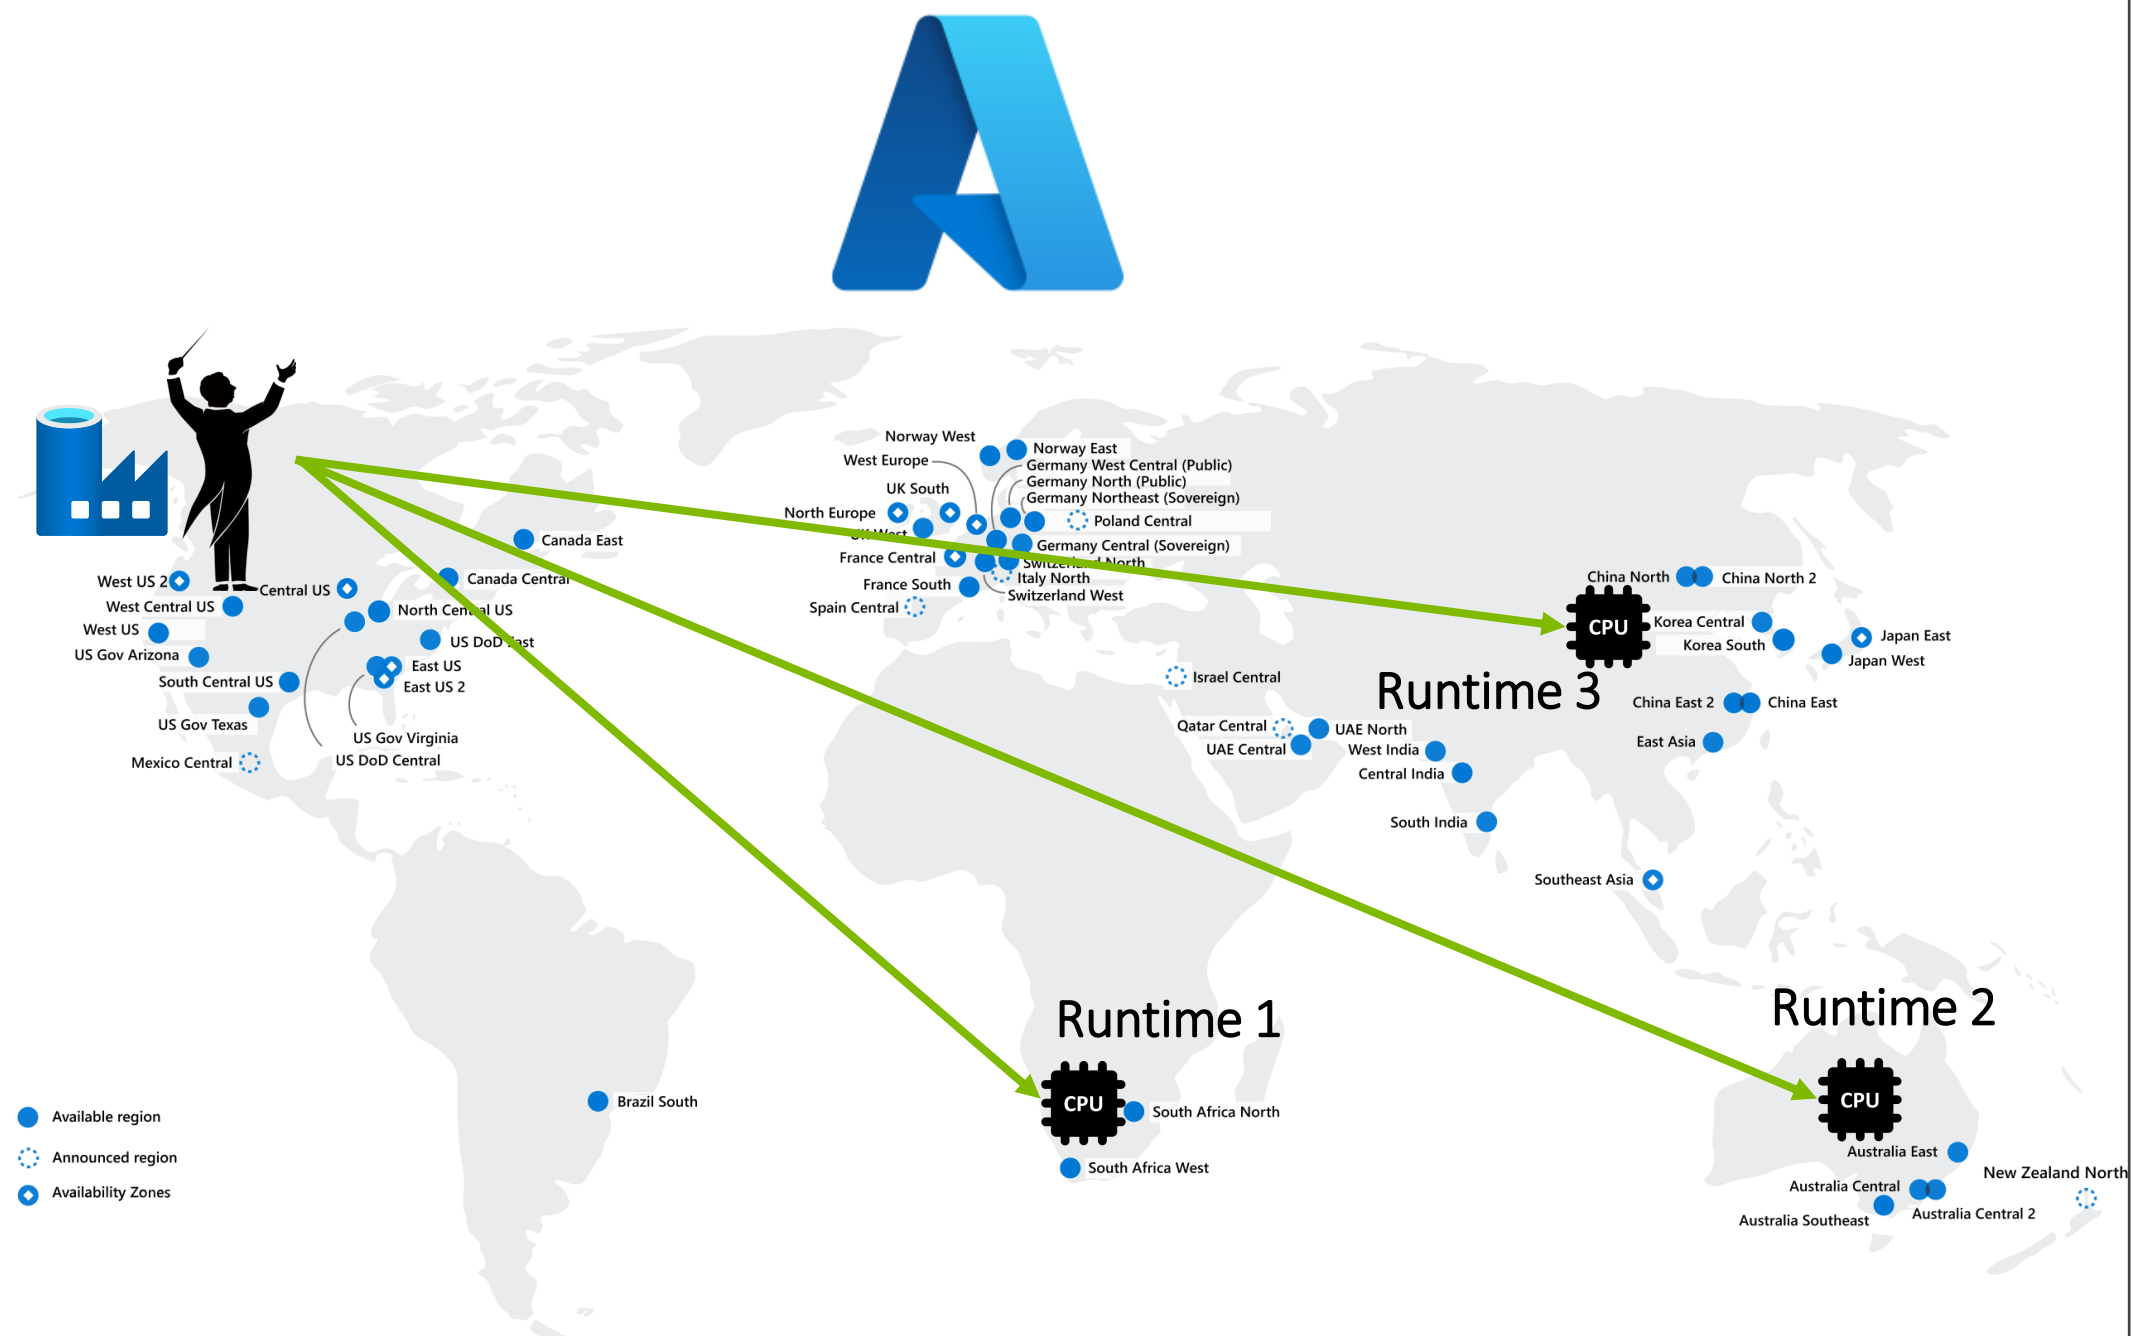 Norway West
Norway East
West Europe
Germany West Central (Public)
Germany North (Public)
UK South
Germany Northeast (Sovereign)
North Europe
Poland Central
UK West
Canada East
Germany Central (Sovereign)
France Central
Switzerland North
Canada Central
Italy North
China North
China North 2
West US 2
Central US
France South
Switzerland West
West Central US
North Central US
Spain Central
CPU
Korea Central
West US
US DoD East
Korea South
Japan East
US Gov Arizona
East US
Japan West
South Central US
East US 2
Israel Central
Runtime 3
China East 2
China East
US Gov Texas
US Gov Virginia
Qatar Central
UAE North
East Asia
Mexico Central
US DoD Central
UAE Central
West India
Central India
South India
Southeast Asia
Runtime 1
Runtime 2
Brazil South
CPU
South Africa North
CPU
Available region
Announced region
Availability Zones
South Africa West
Australia East
New Zealand North
Australia Central
Australia Southeast
Australia Central 2